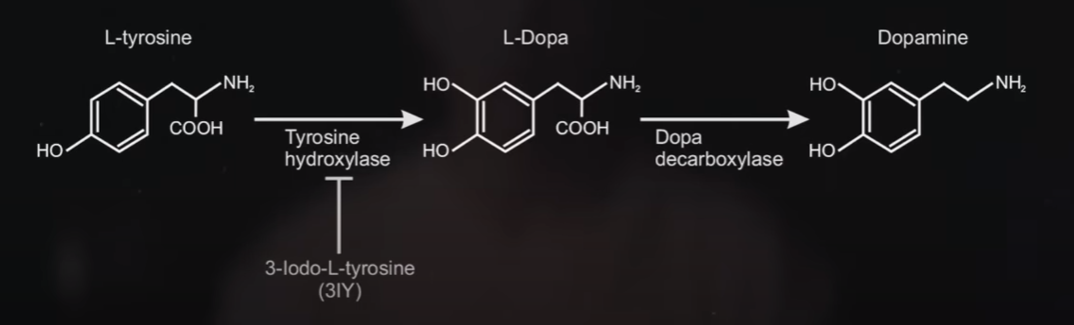 L-tyrosine
L-Dopa
Dopamine
NH₂
COOH
HO
Tyrosine
hydroxylase
HO
NH₂
COOH
HO
Dopa
decarboxylase
HO
NH₂
HO
3-Iodo-L-tyrosine
(3IY)